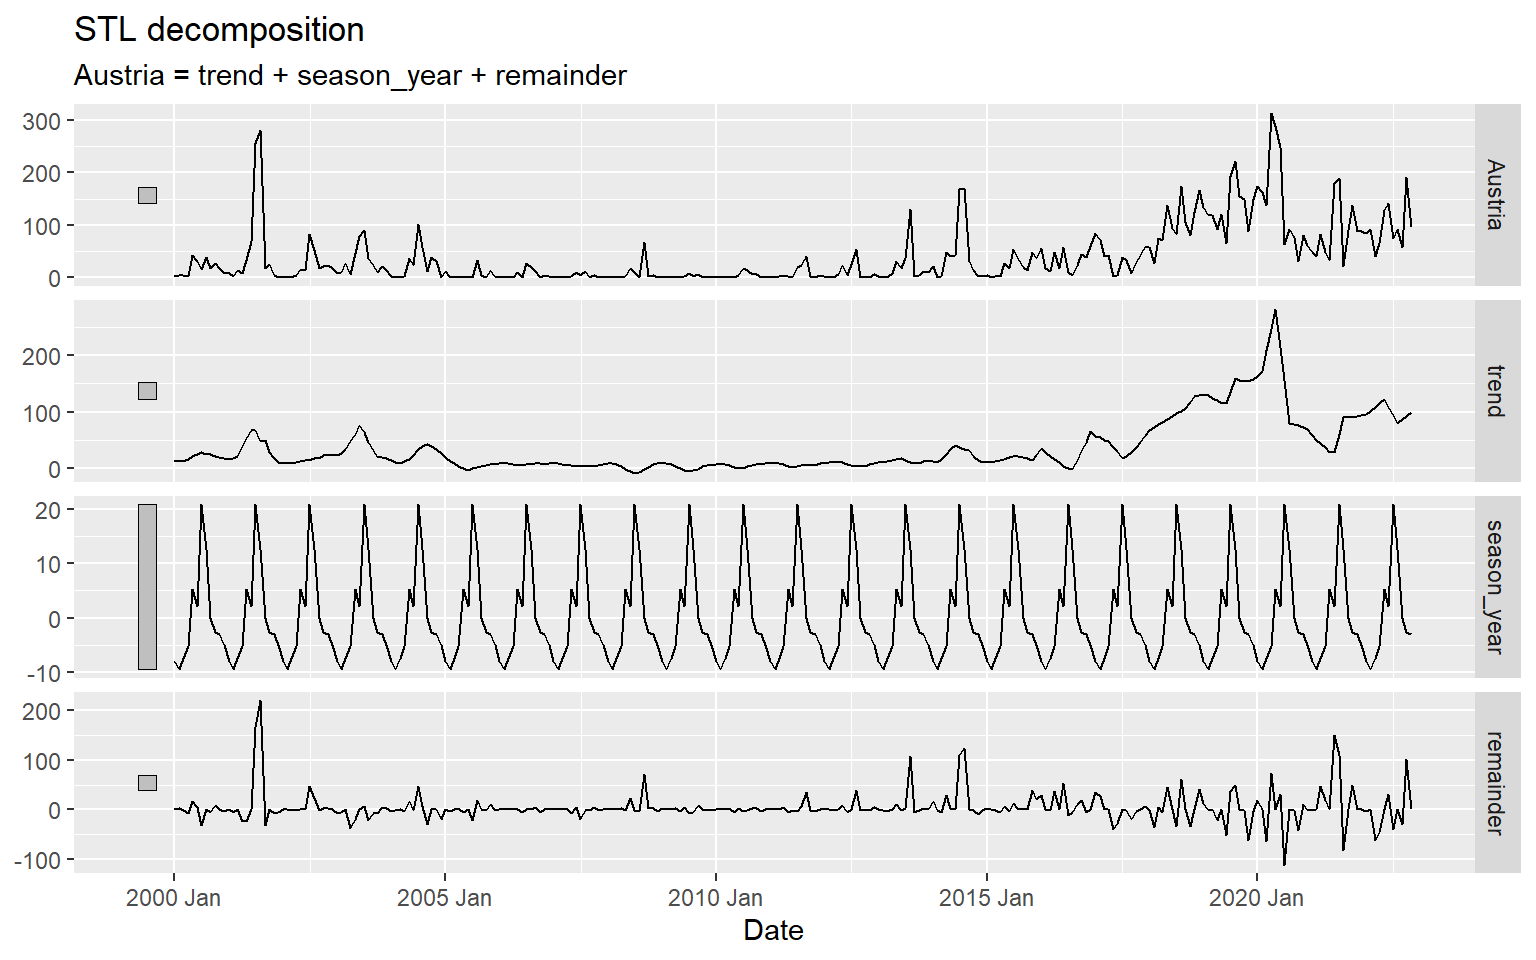 STL decomposition
Austria = trend + season_year + remainder
300
200
100
0
Austria
200
100
0
trend
20
10
0
-10
season_year
200
100
0
-100
remainder
2000 Jan 2005 Jan 2010 Jan 2015 Jan 2020 Jan
Date